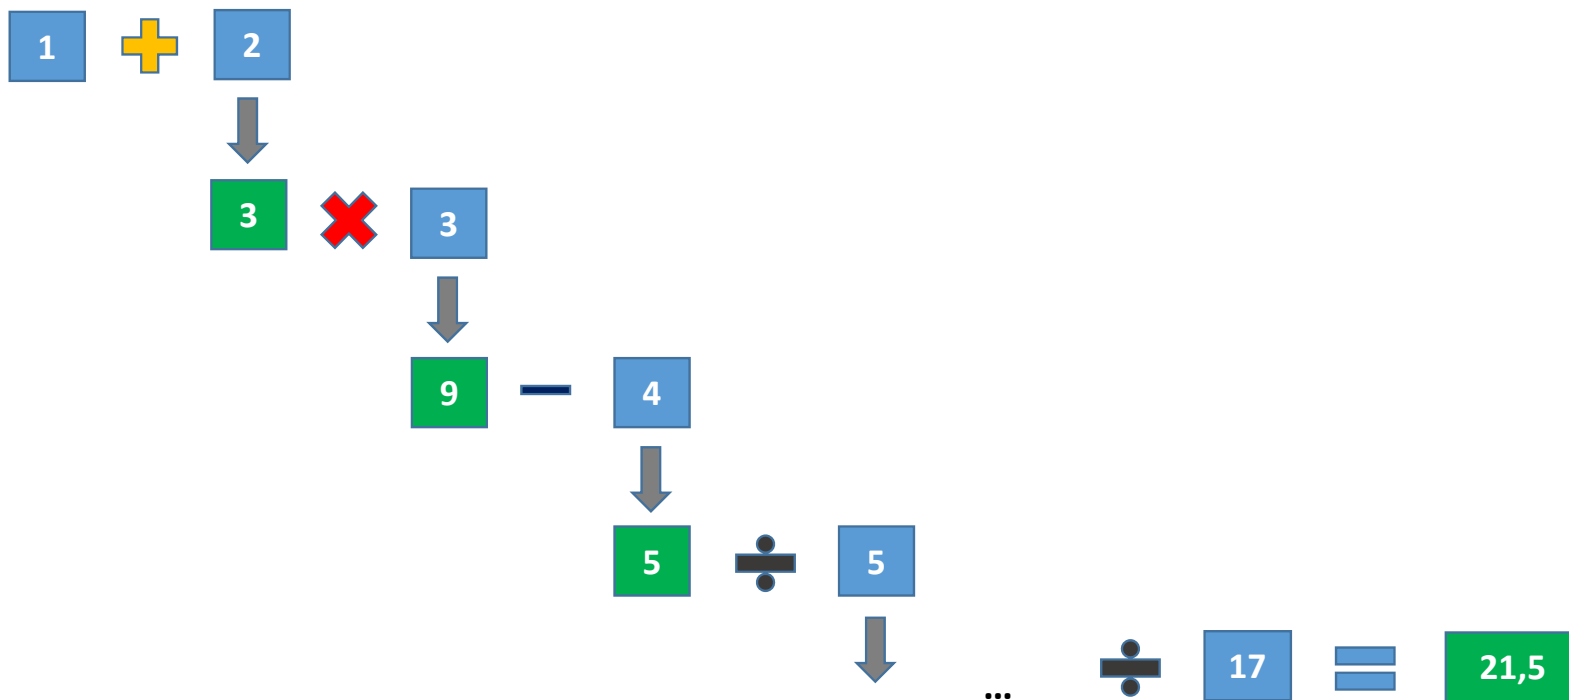 1 + 2
3 × 3
9 − 4
5 ÷ 5
... ÷ 17 = 21,5